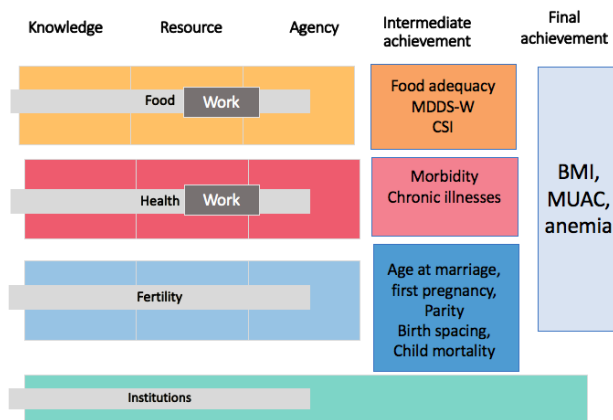 Knowledge
Resource
Agency
Intermediate
achievement
Final
achievement
Food
Work
Food adequacy
MDDS-W
CSI
Health
Work
Morbidity
Chronic illnesses
BMI,
MUAC,
anemia
Fertility
Age at marriage,
first pregnancy,
Parity
Birth spacing,
Child mortality
Institutions